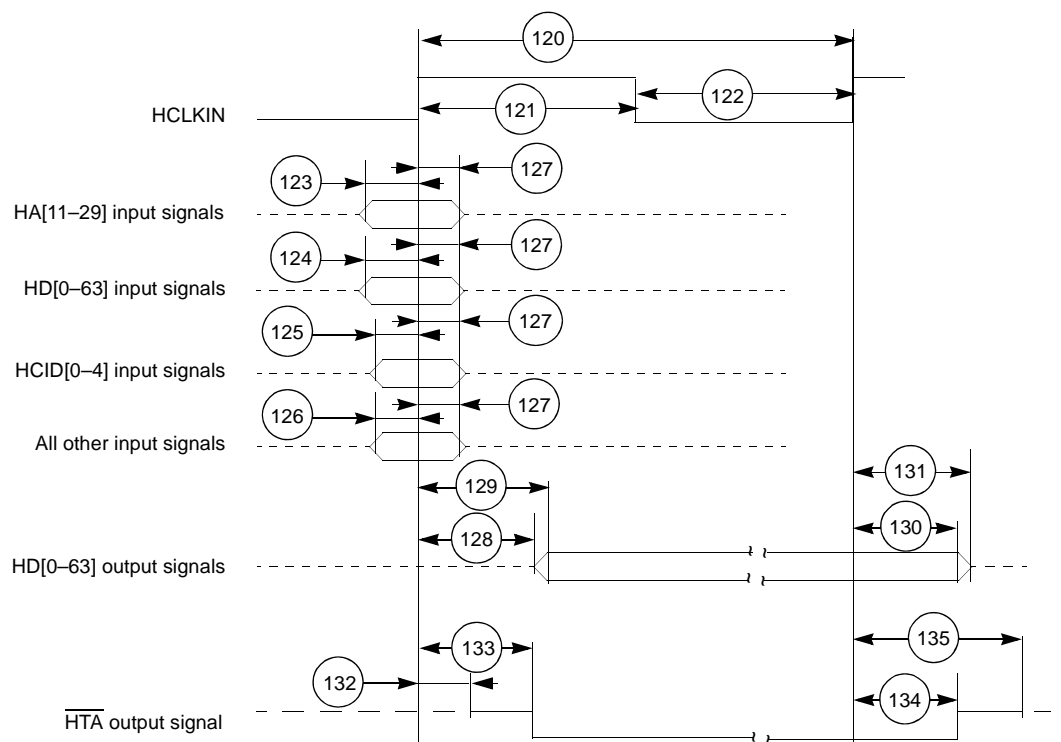 120
HCLKIN
121
122
123
127
HA[11–29] input signals
124
127
HD[0–63] input signals
125
127
HCID[0–4] input signals
126
127
All other input signals
129
131
128
130
HD[0–63] output signals
133
135
132
134
HTA output signal